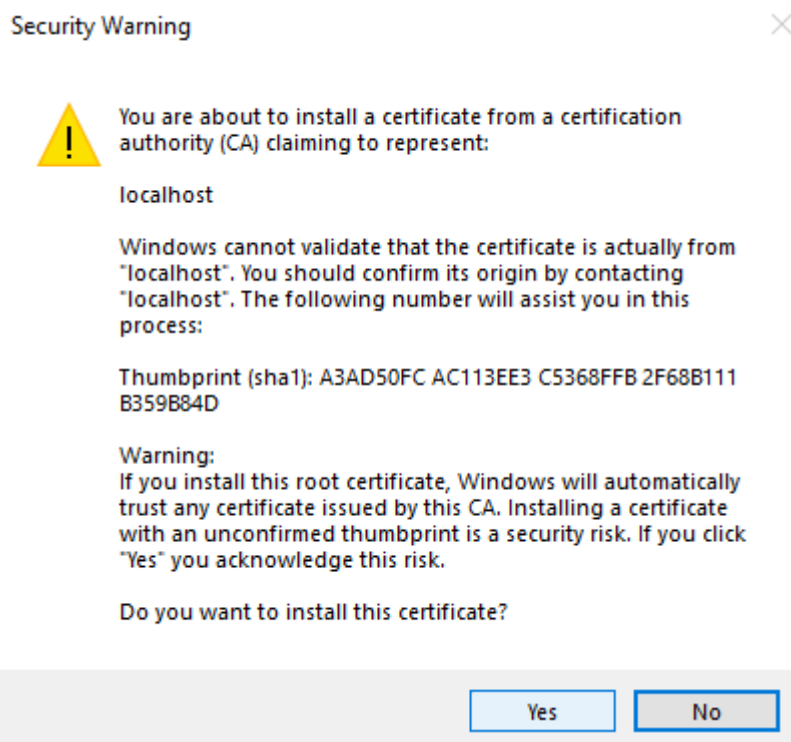 Security Warning
You are about to install a certificate from a certification
authority (CA) claiming to represent:
localhost
Windows cannot validate that the certificate is actually from
"localhost". You should confirm its origin by contacting
"localhost". The following number will assist you in this
process:
Thumbprint (sha1): A3AD50FC AC113EE3 C5368FFB 2F68B111
B359B84D
Warning:
If you install this root certificate, Windows will automatically
trust any certificate issued by this CA. Installing a certificate
with an unconfirmed thumbprint is a security risk. If you click
"Yes" you acknowledge this risk.
Do you want to install this certificate?
Yes No